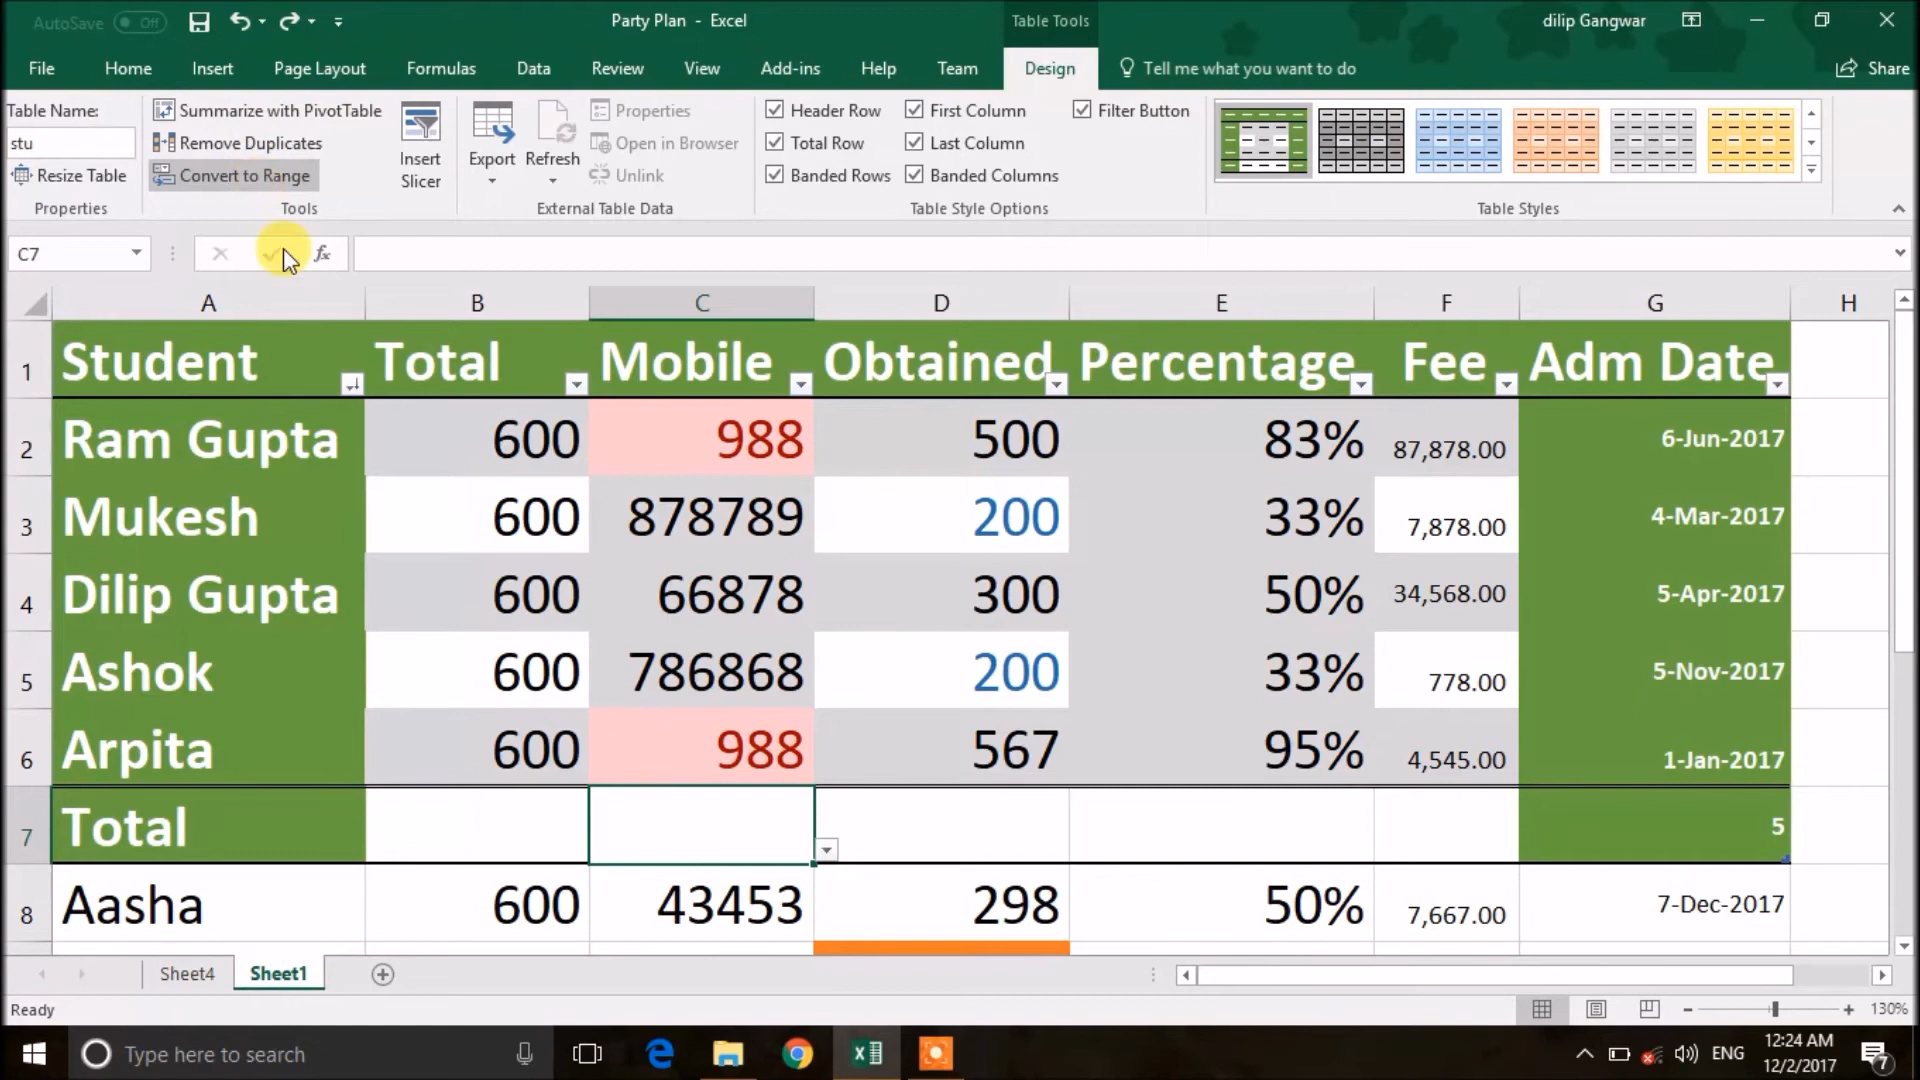 AutoSave Off Party Plan - Excel Table Tools dilip Gangwar
File Home Insert Page Layout Formulas Data Review View Add-ins Help Team Design Tell me what you want to do Share
Table Name: Summarize with PivotTable Properties Header Row First Column Filter Button
stu Remove Duplicates Insert Slicer Export Refresh Open in Browser Total Row Last Column
Resize Table Convert to Range Unlink Banded Rows Banded Columns
Properties Tools External Table Data Table Style Options Table Styles
C7 fx
A B C D E F G H
1 Student Total Mobile Obtained Percentage Fee Adm Date
2 Ram Gupta 600 988 500 83% 87,878.00 6-Jun-2017
3 Mukesh 600 878789 200 33% 7,878.00 4-Mar-2017
4 Dilip Gupta 600 66878 300 50% 34,568.00 5-Apr-2017
5 Ashok 600 786868 200 33% 778.00 5-Nov-2017
6 Arpita 600 988 567 95% 4,545.00 1-Jan-2017
7 Total 5
8 Aasha 600 43453 298 50% 7,667.00 7-Dec-2017
Sheet4 Sheet1
Ready 130%
Type here to search ENG 12:24 AM
12/2/2017 7